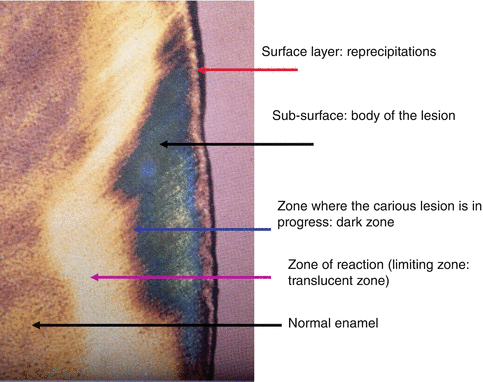 Surface layer: reprecipitations
Sub-surface: body of the lesion
Zone where the carious lesion is in
progress: dark zone
Zone of reaction (limiting zone:
translucent zone)
Normal enamel